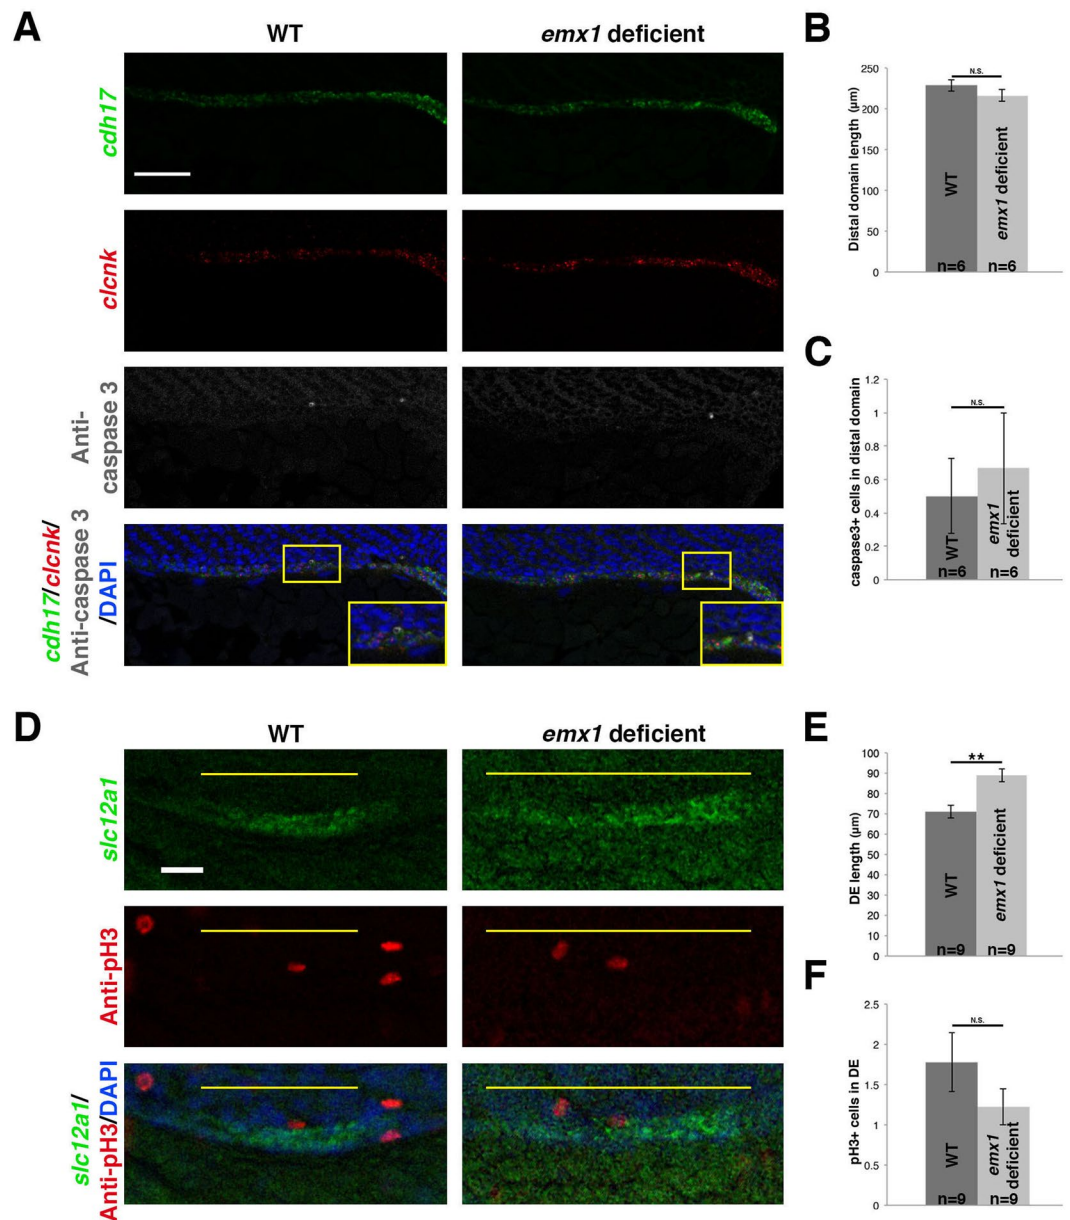 A
WT
emx1 deficient
cdh17
clcnk
Anti-
caspase 3
cdh17/clcnk/
Anti-caspase 3
/DAPI
B
Distal domain length (µm)
250
200
150
100
50
0
N.S.
WT
emx1 deficient
n=6
n=6
C
caspase3+ cells in distal domain
1.2
1
0.8
0.6
0.4
0.2
0
N.S.
WT
emx1
deficient
n=6
n=6
D
WT
emx1 deficient
slc12a1
Anti-pH3
slc12a1/
Anti-pH3/DAPI
E
DE length (µm)
100
90
80
70
60
50
40
30
20
10
0
**
WT
emx1 deficient
n=9
n=9
F
pH3+ cells in DE
2.5
2
1.5
1
0.5
0
N.S.
WT
emx1
deficient
n=9
n=9